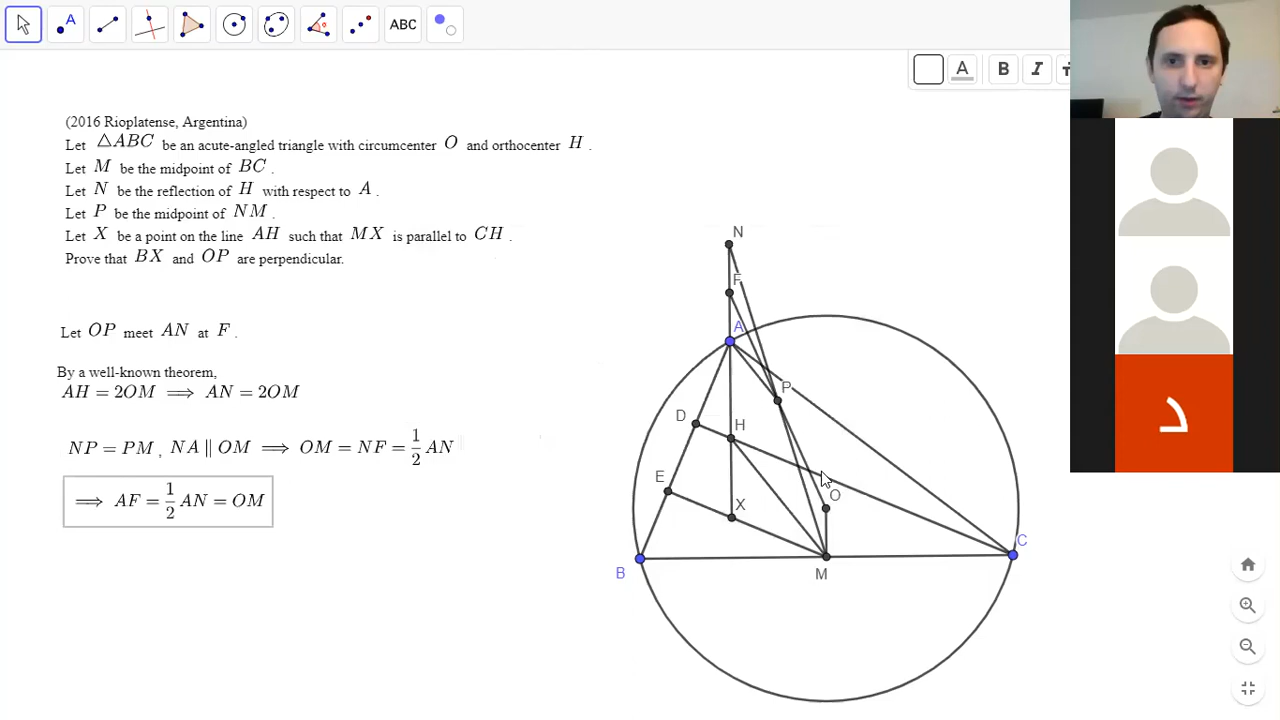 ABC
A B I
(2016 Rioplatense, Argentina)
Let △ABC be an acute-angled triangle with circumcenter O and orthocenter H .
Let M be the midpoint of BC .
Let N be the reflection of H with respect to A .
Let P be the midpoint of NM .
Let X be a point on the line AH such that MX is parallel to CH .
Prove that BX and OP are perpendicular.
Let OP meet AN at F .
By a well-known theorem,
AH = 2OM ⟹ AN = 2OM
NP = PM , NA ∥ OM ⟹ OM = NF = 1/2 AN
⟹ AF = 1/2 AN = OM
N
F
A
P
D
H
E
X
O
C
B
M
د